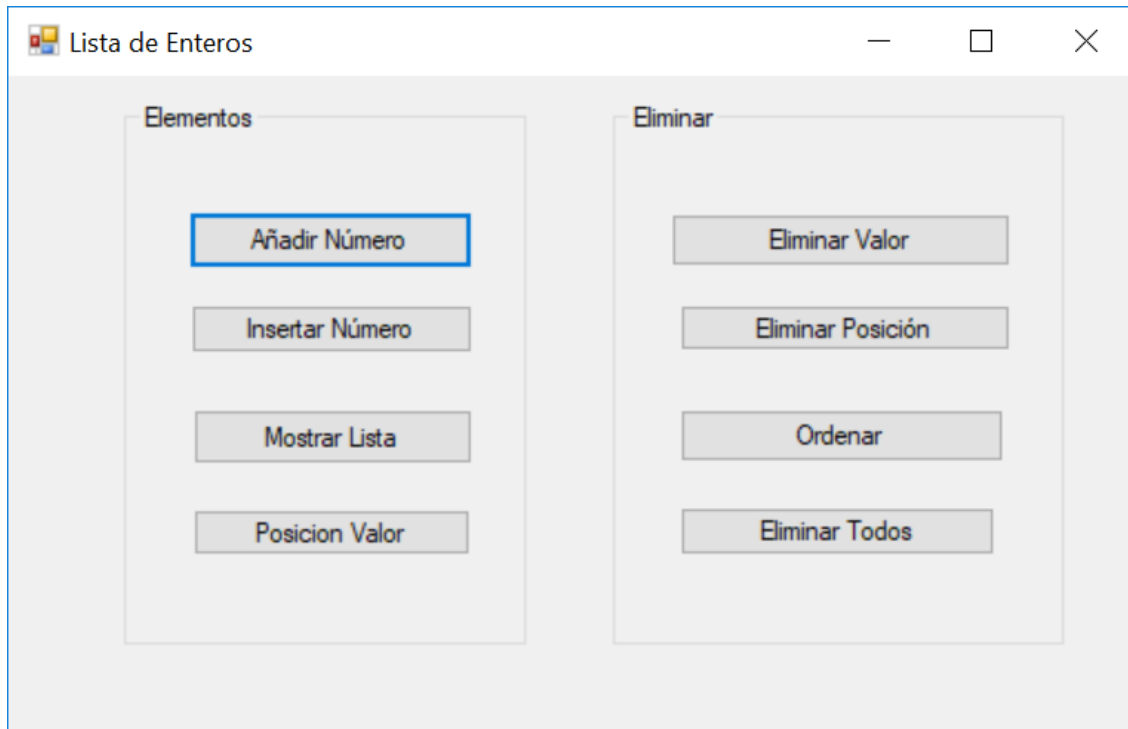 Lista de Enteros
Elementos
Añadir Número
Insertar Número
Mostrar Lista
Posicion Valor
Eliminar
Eliminar Valor
Eliminar Posición
Ordenar
Eliminar Todos